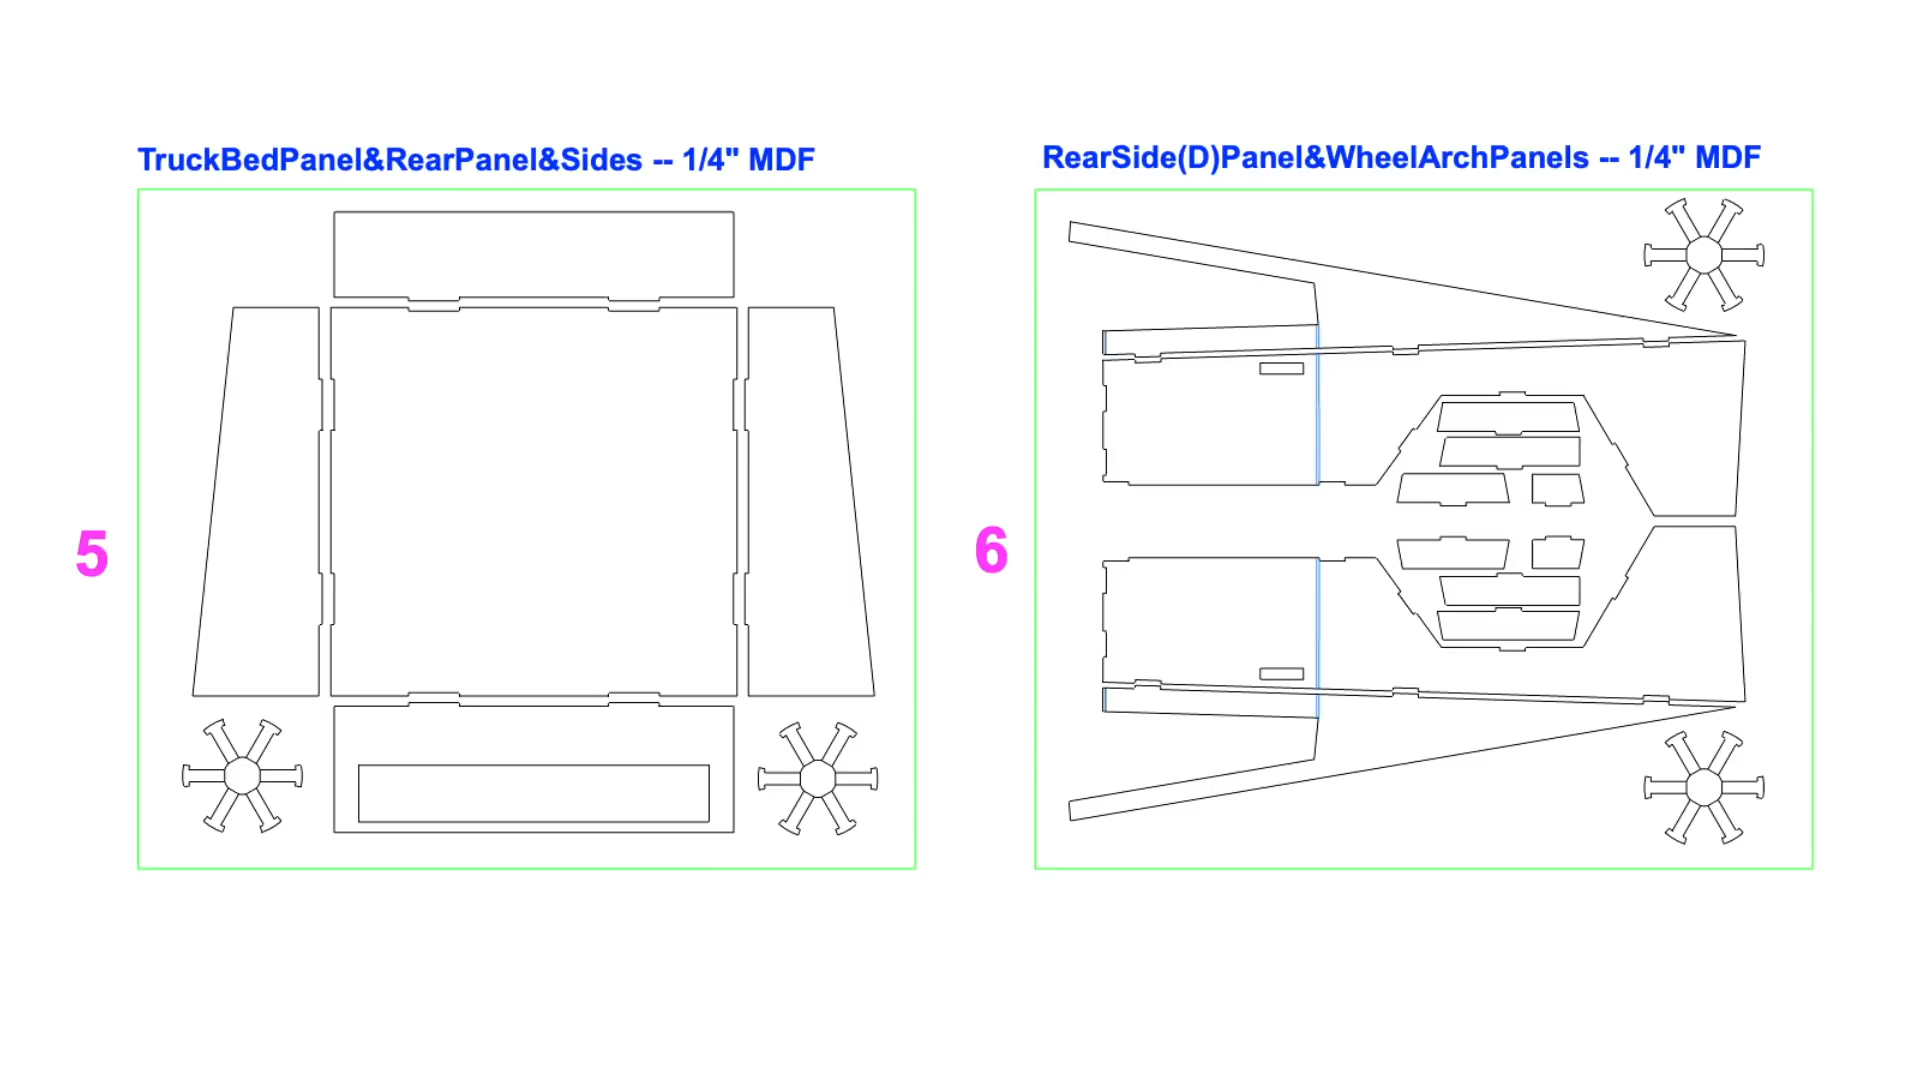 TruckBedPanel&RearPanel&Sides -- 1/4" MDF
RearSide(D)Panel&WheelArchPanels -- 1/4" MDF
5
6